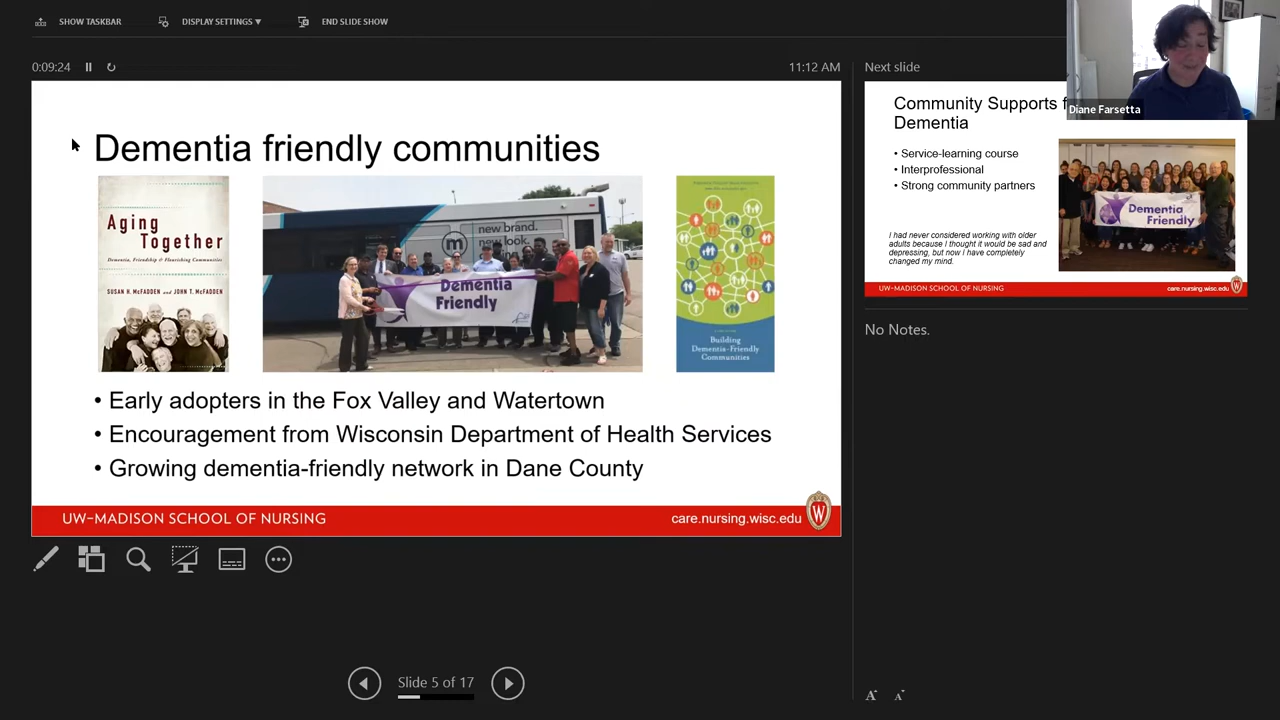 SHOW TASKBAR
DISPLAY SETTINGS ▼
END SLIDE SHOW
0:09:24
11:12 AM
Dementia friendly communities
Aging
Together
Dementia, Friendship & Flourishing Communities
SUSAN H. McFADDEN and JOHN T. McFADDEN
new brand.
new look.
m
Dementia
Friendly
Building
Dementia-Friendly
Communities
• Early adopters in the Fox Valley and Watertown
• Encouragement from Wisconsin Department of Health Services
• Growing dementia-friendly network in Dane County
UW–MADISON SCHOOL OF NURSING
care.nursing.wisc.edu
W
Slide 5 of 17
Next slide
Diane Farsetta
Community Supports
Dementia
• Service-learning course
• Interprofessional
• Strong community partners
Dementia
Friendly
I had never considered working with older
adults because I thought it would be sad and
depressing, but now I have completely
changed my mind.
UW–MADISON SCHOOL OF NURSING
care.nursing.wisc.edu
No Notes.
A
A